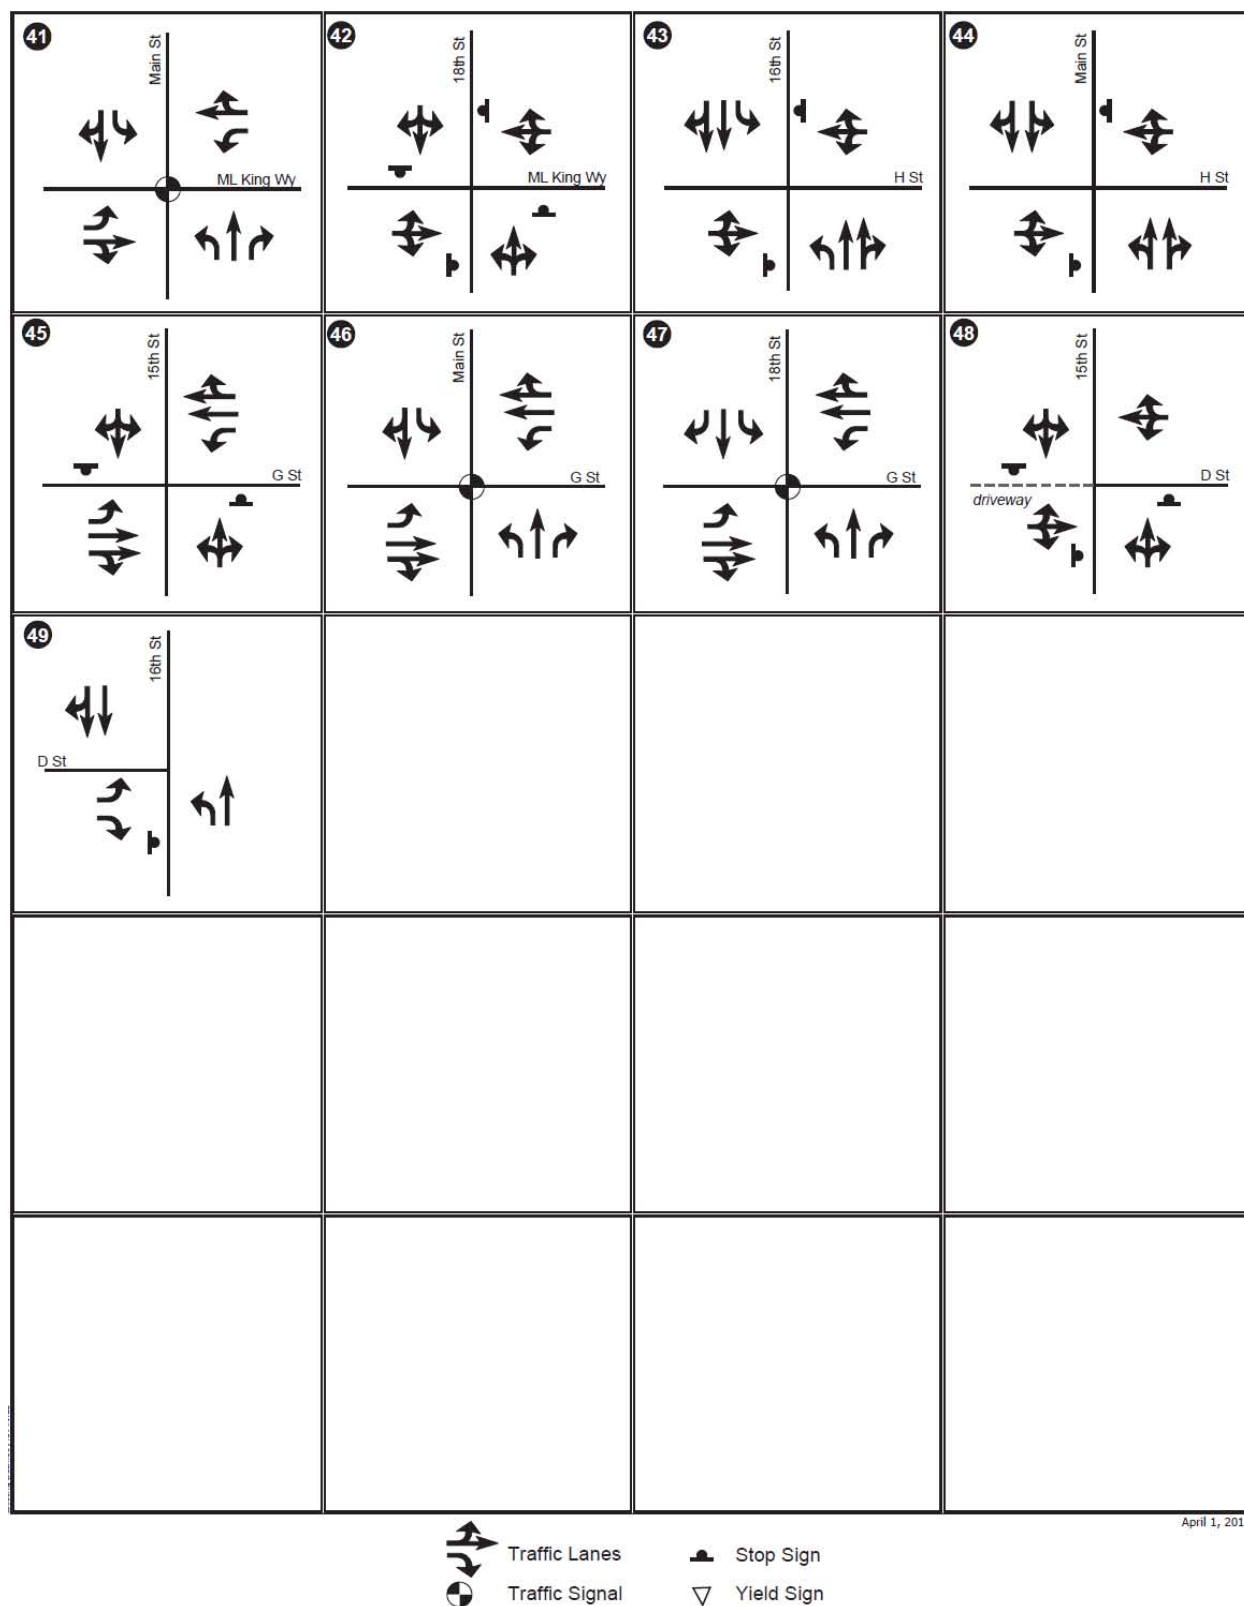 41
Main St
ML King Wy
42
18th St
ML King Wy
43
16th St
H St
44
Main St
H St
45
15th St
G St
46
Main St
G St
47
18th St
G St
48
15th St
D St
driveway
49
16th St
D St
April 1, 201
Traffic Lanes
Stop Sign
Traffic Signal
Yield Sign